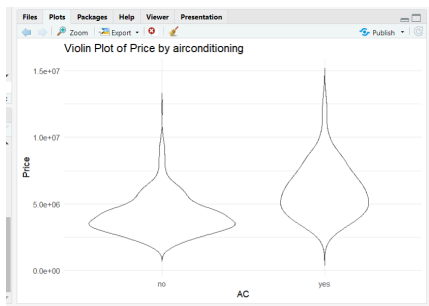 Files Plots Packages Help Viewer Presentation
Zoom Export Publish
Violin Plot of Price by airconditioning
1.5e+07
1.0e+07
Price
5.0e+06
0.0e+00
no yes
AC